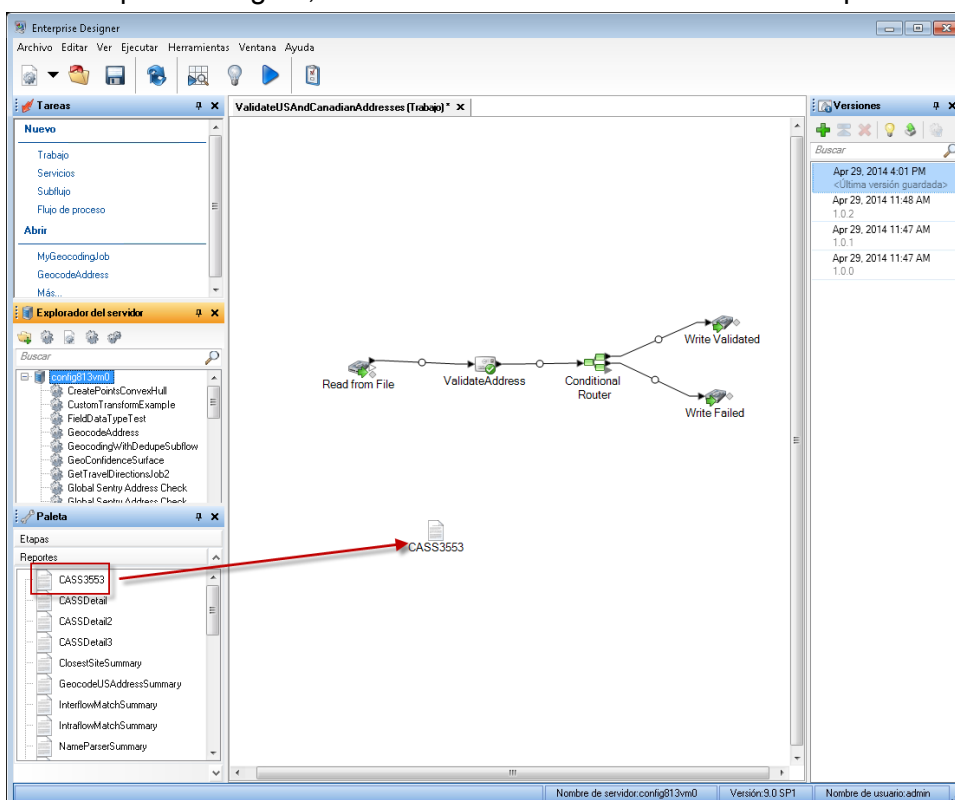 Enterprise Designer
Archivo Editar Ver Ejecutar Herramientas Ventana Ayuda
Tareas
Nuevo
Trabajo
Servicios
Subflujo
Flujo de proceso
Abrir
MyGeocodingJob
GeocodeAddress
Más...
Explorador del servidor
Buscar
config813vm0
CreatePointsConvexHull
CustomTransformExample
FieldDataTypeTest
GeocodeAddress
GeocodingWithDedupeSubflow
GeoConfidenceSurface
GetTravelDirectionsJob2
Global Sentry Address Check
Global Sentry Address Check
Paleta
Etapas
Reportes
CASS3553
CASSDetail
CASSDetail2
CASSDetail3
ClosestSiteSummary
GeocodeUSAddressSummary
InterflowMatchSummary
IntraflowMatchSummary
NameParserSummary
ValidateUSAndCanadianAddresses (Trabajo) *
Read from File
ValidateAddress
Conditional
Router
Write Validated
Write Failed
CASS3553
Versiones
Buscar
Apr 29, 2014 4:01 PM
<Última versión guardada>
Apr 29, 2014 11:48 AM
1.0.2
Apr 29, 2014 11:47 AM
1.0.1
Apr 29, 2014 11:47 AM
1.0.0
Nombre de servidor:config813vm0 Versión:9.0 SP1 Nombre de usuario:admin